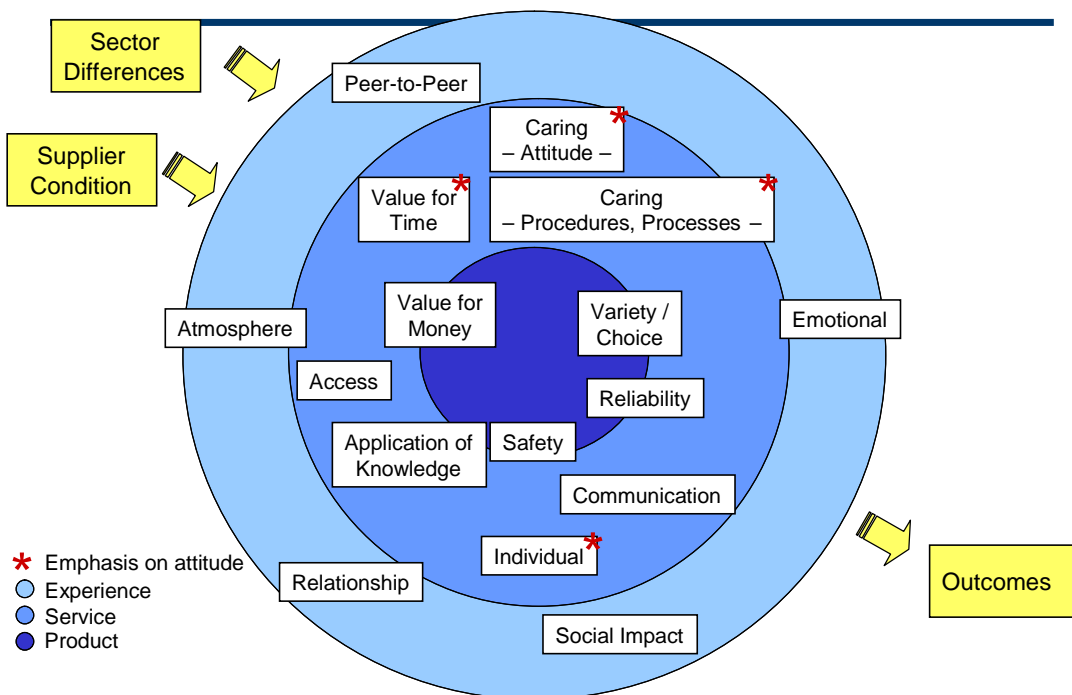 Sector
Differences
Supplier
Condition
Peer-to-Peer
Caring
– Attitude –
*
Value for
Time
*
Caring
– Procedures, Processes –
*
Value for
Money
Variety /
Choice
Atmosphere
Emotional
Access
Reliability
Application of
Knowledge
Safety
Communication
Individual
*
Relationship
Social Impact
Outcomes
* Emphasis on attitude
Experience
Service
Product